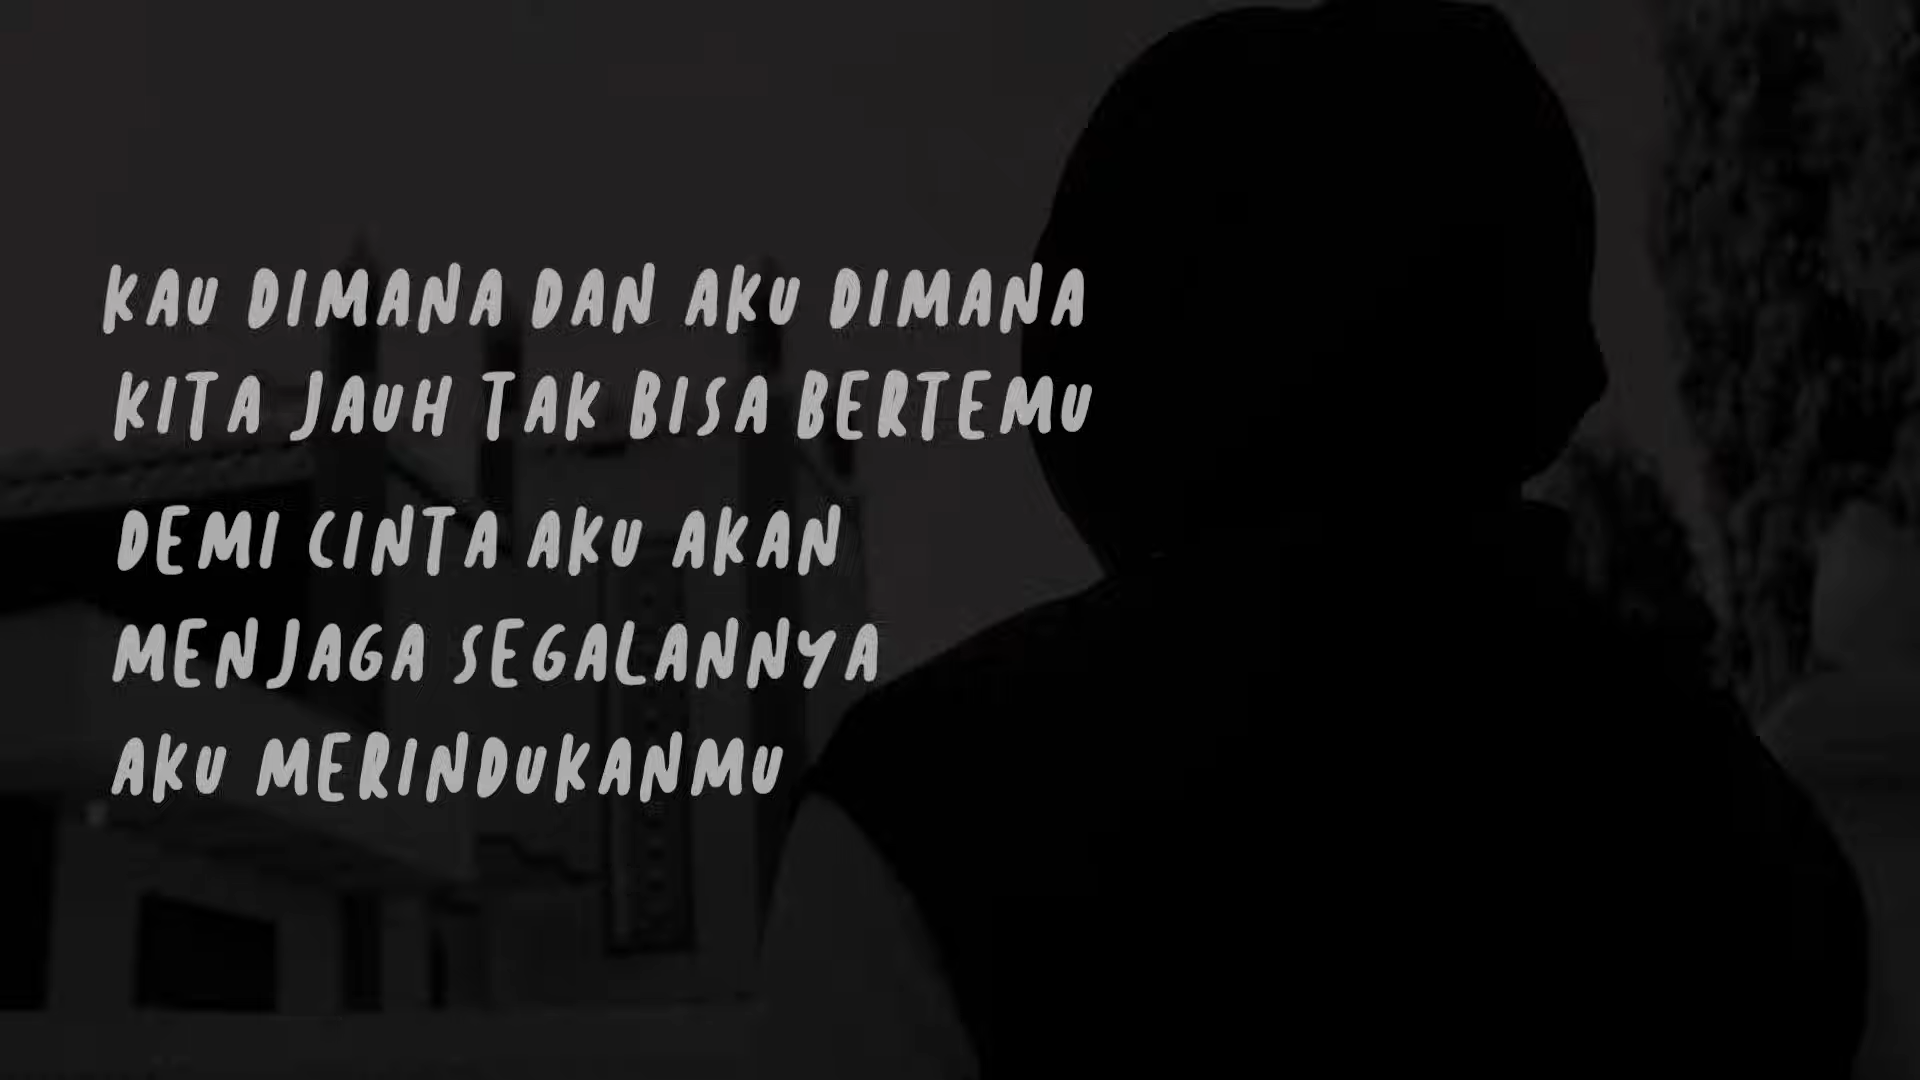 KAU DIMANA DAN AKU DIMANA
KITA JAUH TAK BISA BERTEMU
DEMI CINTA AKU AKAN
MENJAGA SEGALANNYA
AKU MERINDUKANMU